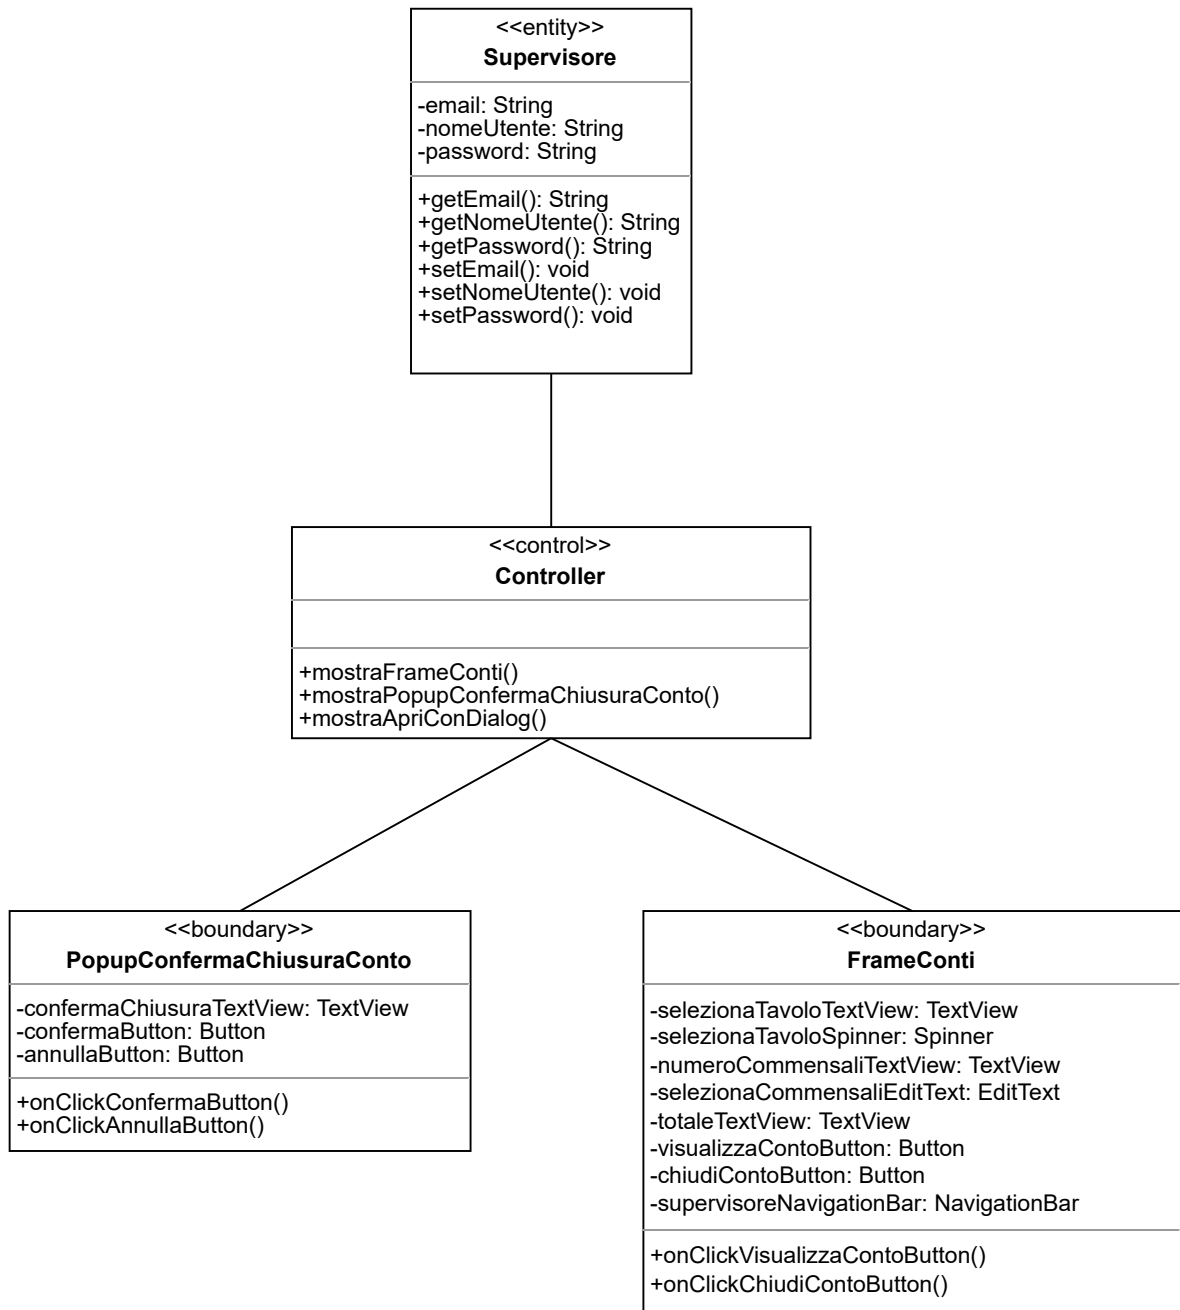 <<entity>>
Supervisore
-email: String
-nomeUtente: String
-password: String
+getEmail(): String
+getNomeUtente(): String
+getPassword(): String
+setEmail(): void
+setNomeUtente(): void
+setPassword(): void
<<control>>
Controller
+mostraFrameConti()
+mostraPopupConfermaChiusuraConto()
+mostraApriConDialog()
<<boundary>>
PopupConfermaChiusuraConto
-confermaChiusuraTextView: TextView
-confermaButton: Button
-annullaButton: Button
+onClickConfermaButton()
+onClickAnnullaButton()
<<boundary>>
FrameConti
-selezionaTavoloTextView: TextView
-selezionaTavoloSpinner: Spinner
-numeroCommensaliTextView: TextView
-selezionaCommensaliEditText: EditText
-totaleTextView: TextView
-visualizzaContoButton: Button
-chiudiContoButton: Button
-supervisoreNavigationBar: NavigationBar
+onClickVisualizzaContoButton()
+onClickChiudiContoButton()